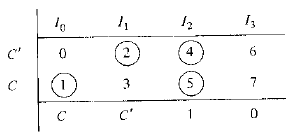 I₀ I₁ I₂ I₃
C′ 0 2 4 6
C 1 3 5 7
C C′ 1 0